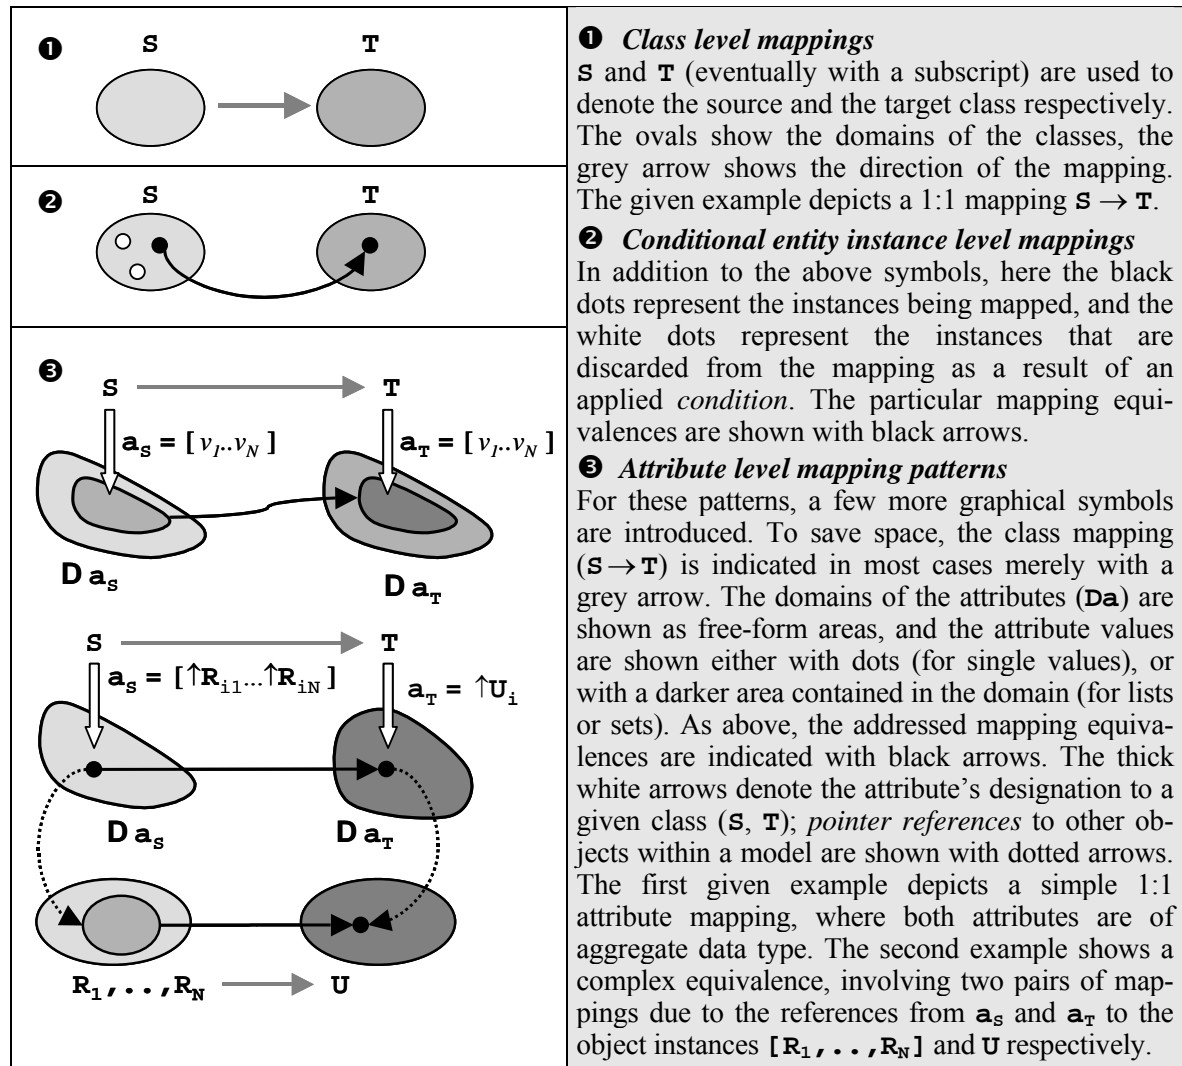 ❶ S T
❷ S T
❸
S T
a_S = [v_1..v_N] a_T = [v_1..v_N]
D a_S D a_T
S T
a_S = [↑R_i1...↑R_iN] a_T = ↑U_i
D a_S D a_T
R_1,..,R_N U
❶ Class level mappings
S and T (eventually with a subscript) are used to
denote the source and the target class respectively.
The ovals show the domains of the classes, the
grey arrow shows the direction of the mapping.
The given example depicts a 1:1 mapping S → T.
❷ Conditional entity instance level mappings
In addition to the above symbols, here the black
dots represent the instances being mapped, and the
white dots represent the instances that are
discarded from the mapping as a result of an
applied condition. The particular mapping equi-
valences are shown with black arrows.
❸ Attribute level mapping patterns
For these patterns, a few more graphical symbols
are introduced. To save space, the class mapping
(S → T) is indicated in most cases merely with a
grey arrow. The domains of the attributes (Da) are
shown as free-form areas, and the attribute values
are shown either with dots (for single values), or
with a darker area contained in the domain (for lists
or sets). As above, the addressed mapping equiva-
lences are indicated with black arrows. The thick
white arrows denote the attribute's designation to a
given class (S, T); pointer references to other ob-
jects within a model are shown with dotted arrows.
The first given example depicts a simple 1:1
attribute mapping, where both attributes are of
aggregate data type. The second example shows a
complex equivalence, involving two pairs of map-
pings due to the references from a_S and a_T to the
object instances [R_1,..,R_N] and U respectively.